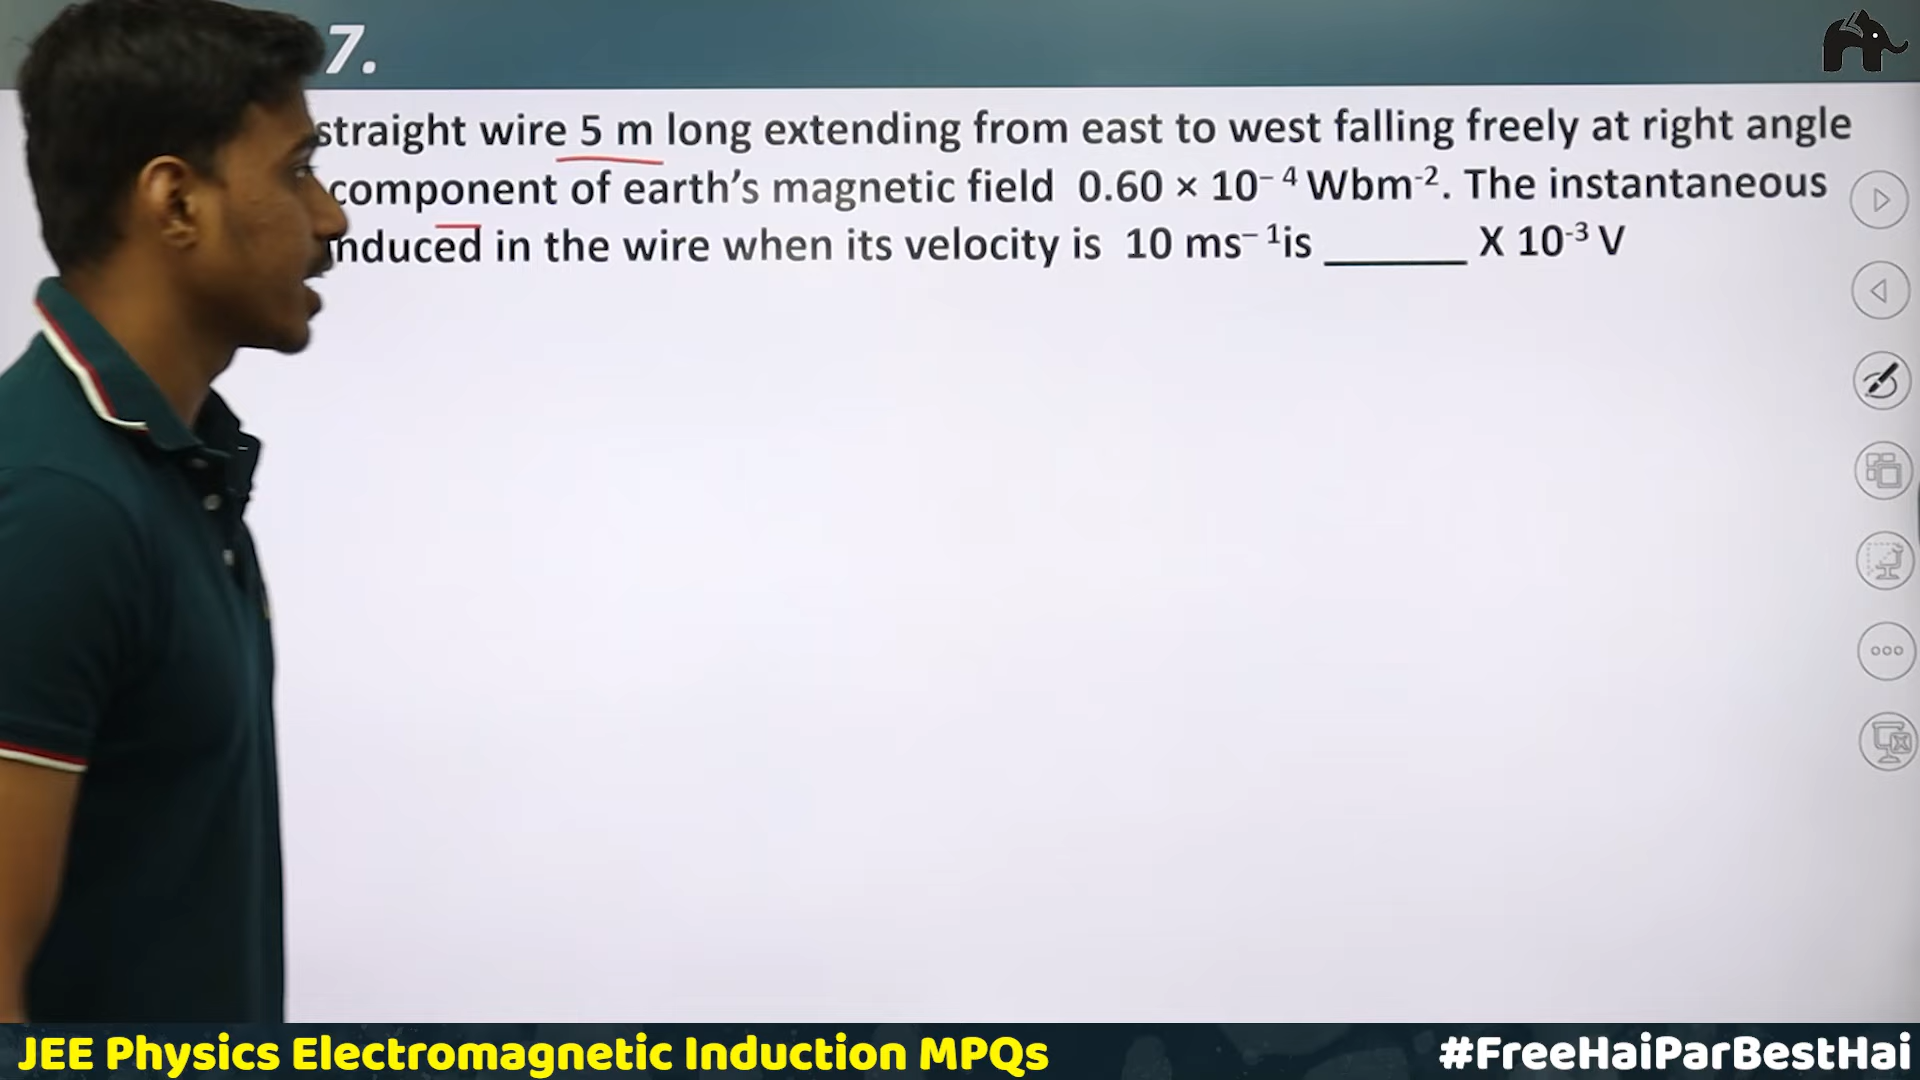 7.
straight wire 5 m long extending from east to west falling freely at right angle
component of earth's magnetic field 0.60 × 10⁻⁴ Wbm⁻². The instantaneous
induced in the wire when its velocity is 10 ms⁻¹is ______ X 10⁻³ V
JEE Physics Electromagnetic Induction MPQs
#FreeHaiParBestHai